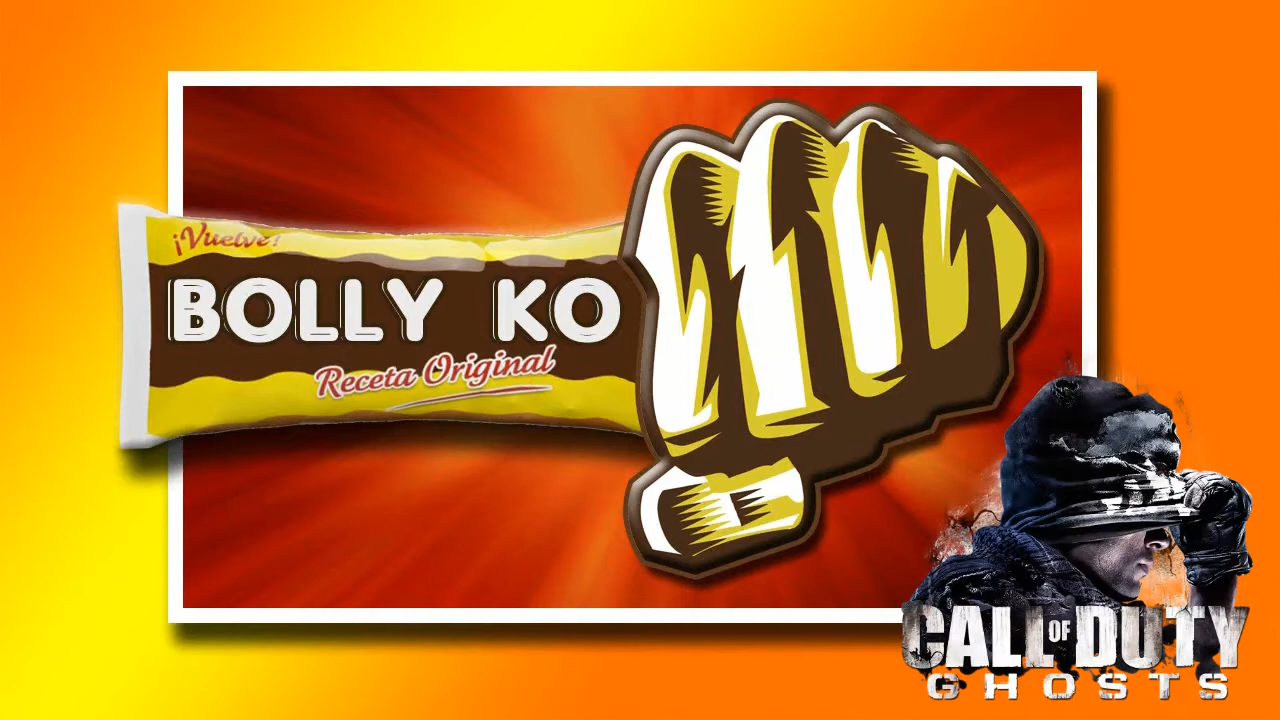 ¡Vuelve!
BOLLY KO
Receta Original
CALL OF DUTY
GHOSTS